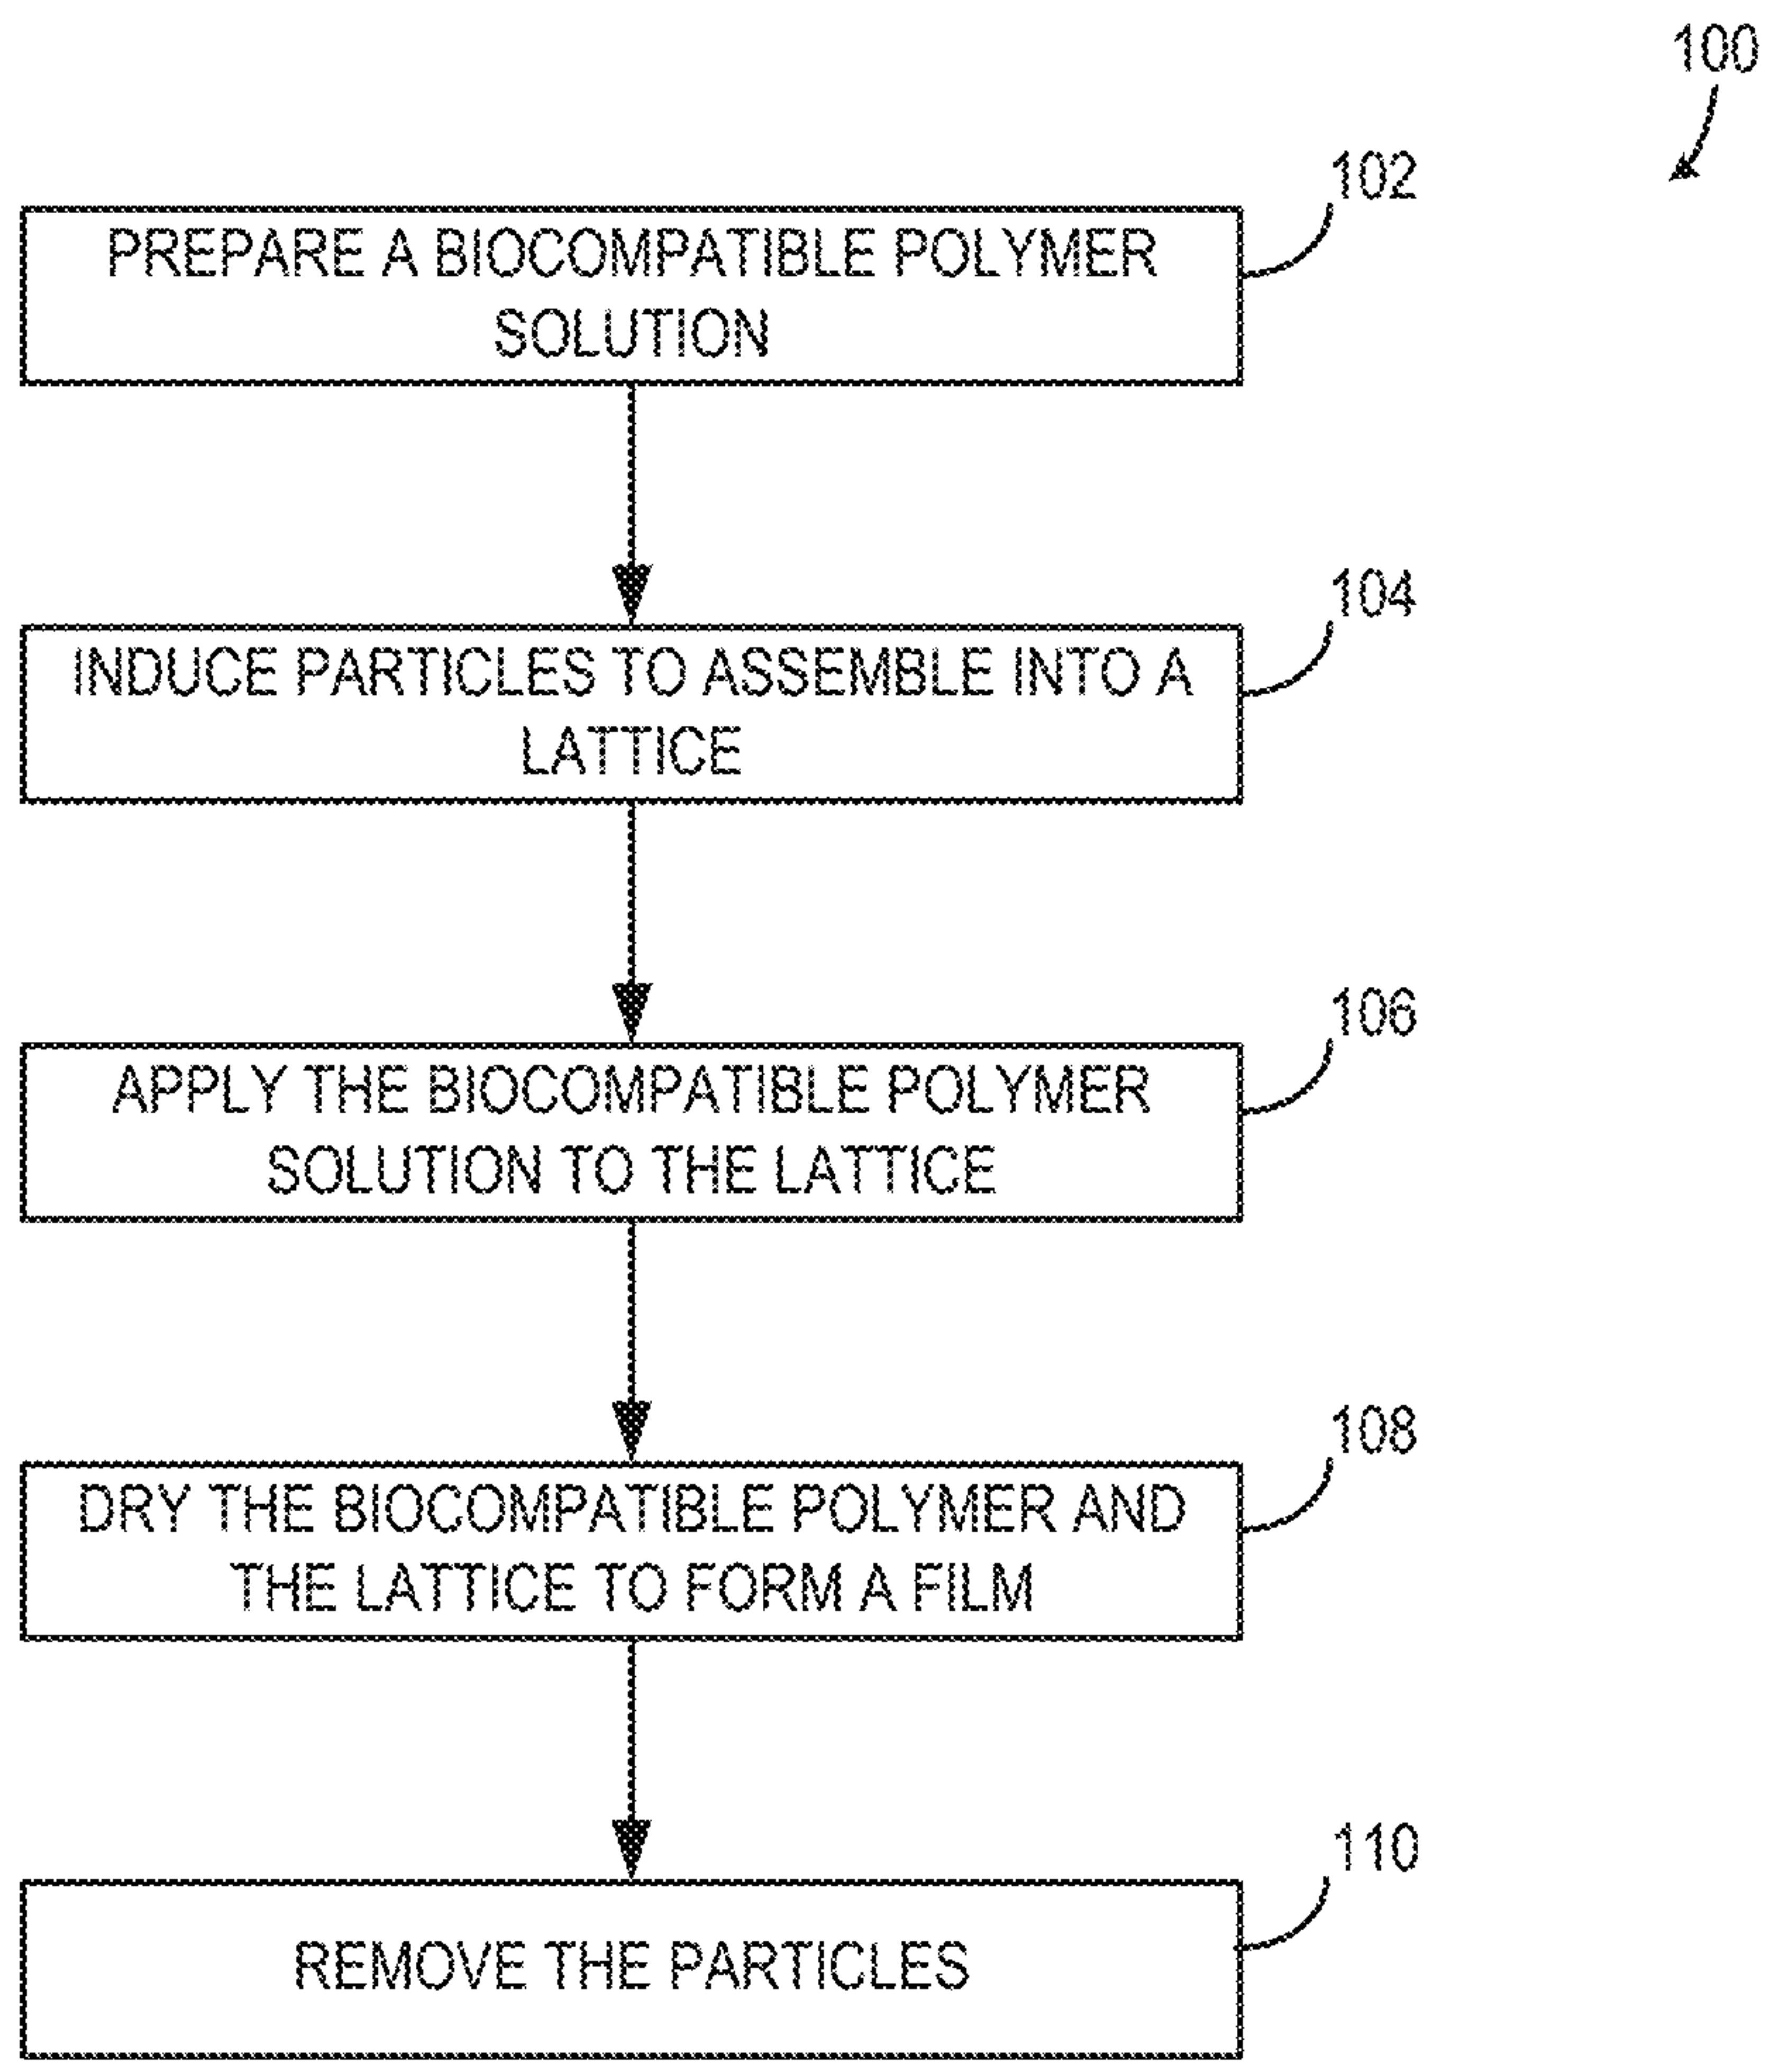 100
102
PREPARE A BIOCOMPATIBLE POLYMER
SOLUTION
104
INDUCE PARTICLES TO ASSEMBLE INTO A
LATTICE
106
APPLY THE BIOCOMPATIBLE POLYMER
SOLUTION TO THE LATTICE
108
DRY THE BIOCOMPATIBLE POLYMER AND
THE LATTICE TO FORM A FILM
110
REMOVE THE PARTICLES